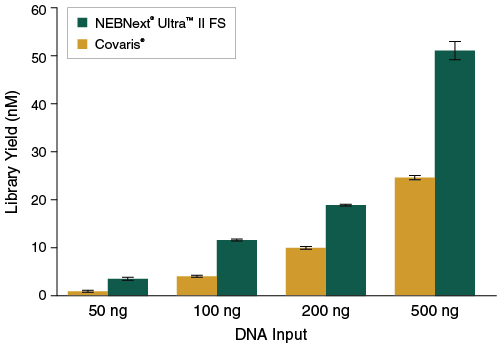 60
50
40
30
20
10
0
Library Yield (nM)
NEBNext® Ultra™ II FS
Covaris®
50 ng
100 ng
200 ng
500 ng
DNA Input